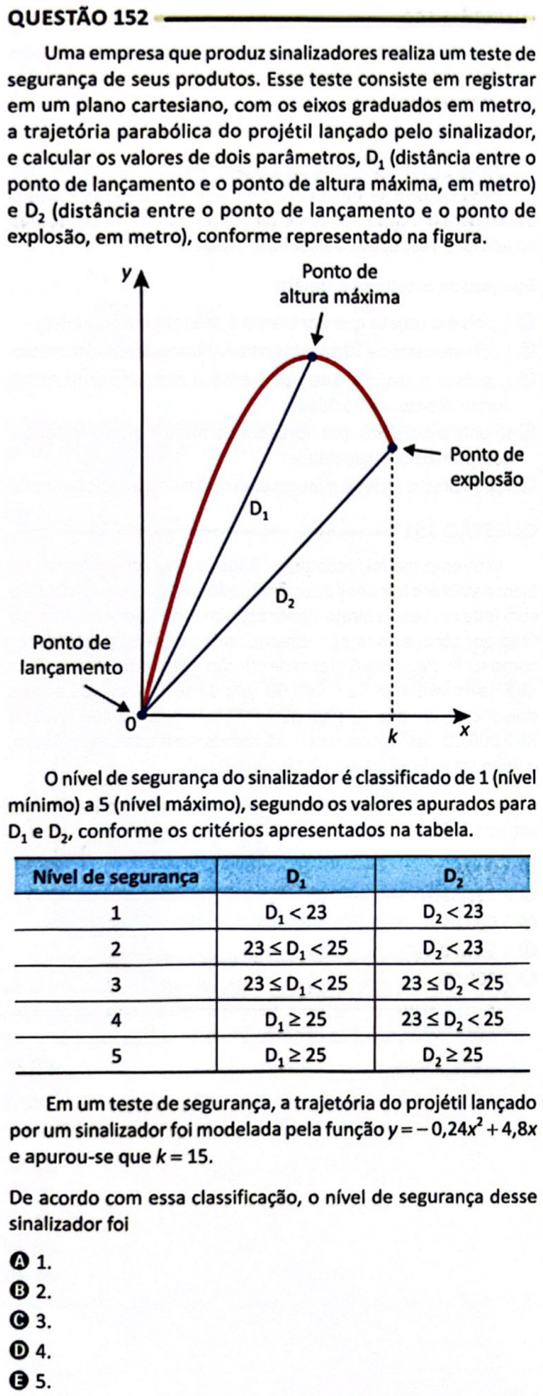 QUESTÃO 152
Uma empresa que produz sinalizadores realiza um teste de
segurança de seus produtos. Esse teste consiste em registrar
em um plano cartesiano, com os eixos graduados em metro,
a trajetória parabólica do projétil lançado pelo sinalizador,
e calcular os valores de dois parâmetros, D₁ (distância entre o
ponto de lançamento e o ponto de altura máxima, em metro)
e D₂ (distância entre o ponto de lançamento e o ponto de
explosão, em metro), conforme representado na figura.
y
Ponto de
altura máxima
Ponto de
explosão
D₁
D₂
Ponto de
lançamento
0
k
x
O nível de segurança do sinalizador é classificado de 1 (nível
mínimo) a 5 (nível máximo), segundo os valores apurados para
D₁ e D₂, conforme os critérios apresentados na tabela.
Nível de segurança D₁ D₂
1 D₁ < 23 D₂ < 23
2 23 ≤ D₁ < 25 D₂ < 23
3 23 ≤ D₁ < 25 23 ≤ D₂ < 25
4 D₁ ≥ 25 23 ≤ D₂ < 25
5 D₁ ≥ 25 D₂ ≥ 25
Em um teste de segurança, a trajetória do projétil lançado
por um sinalizador foi modelada pela função y = – 0,24x² + 4,8x
e apurou-se que k = 15.
De acordo com essa classificação, o nível de segurança desse
sinalizador foi
A 1.
B 2.
C 3.
D 4.
E 5.